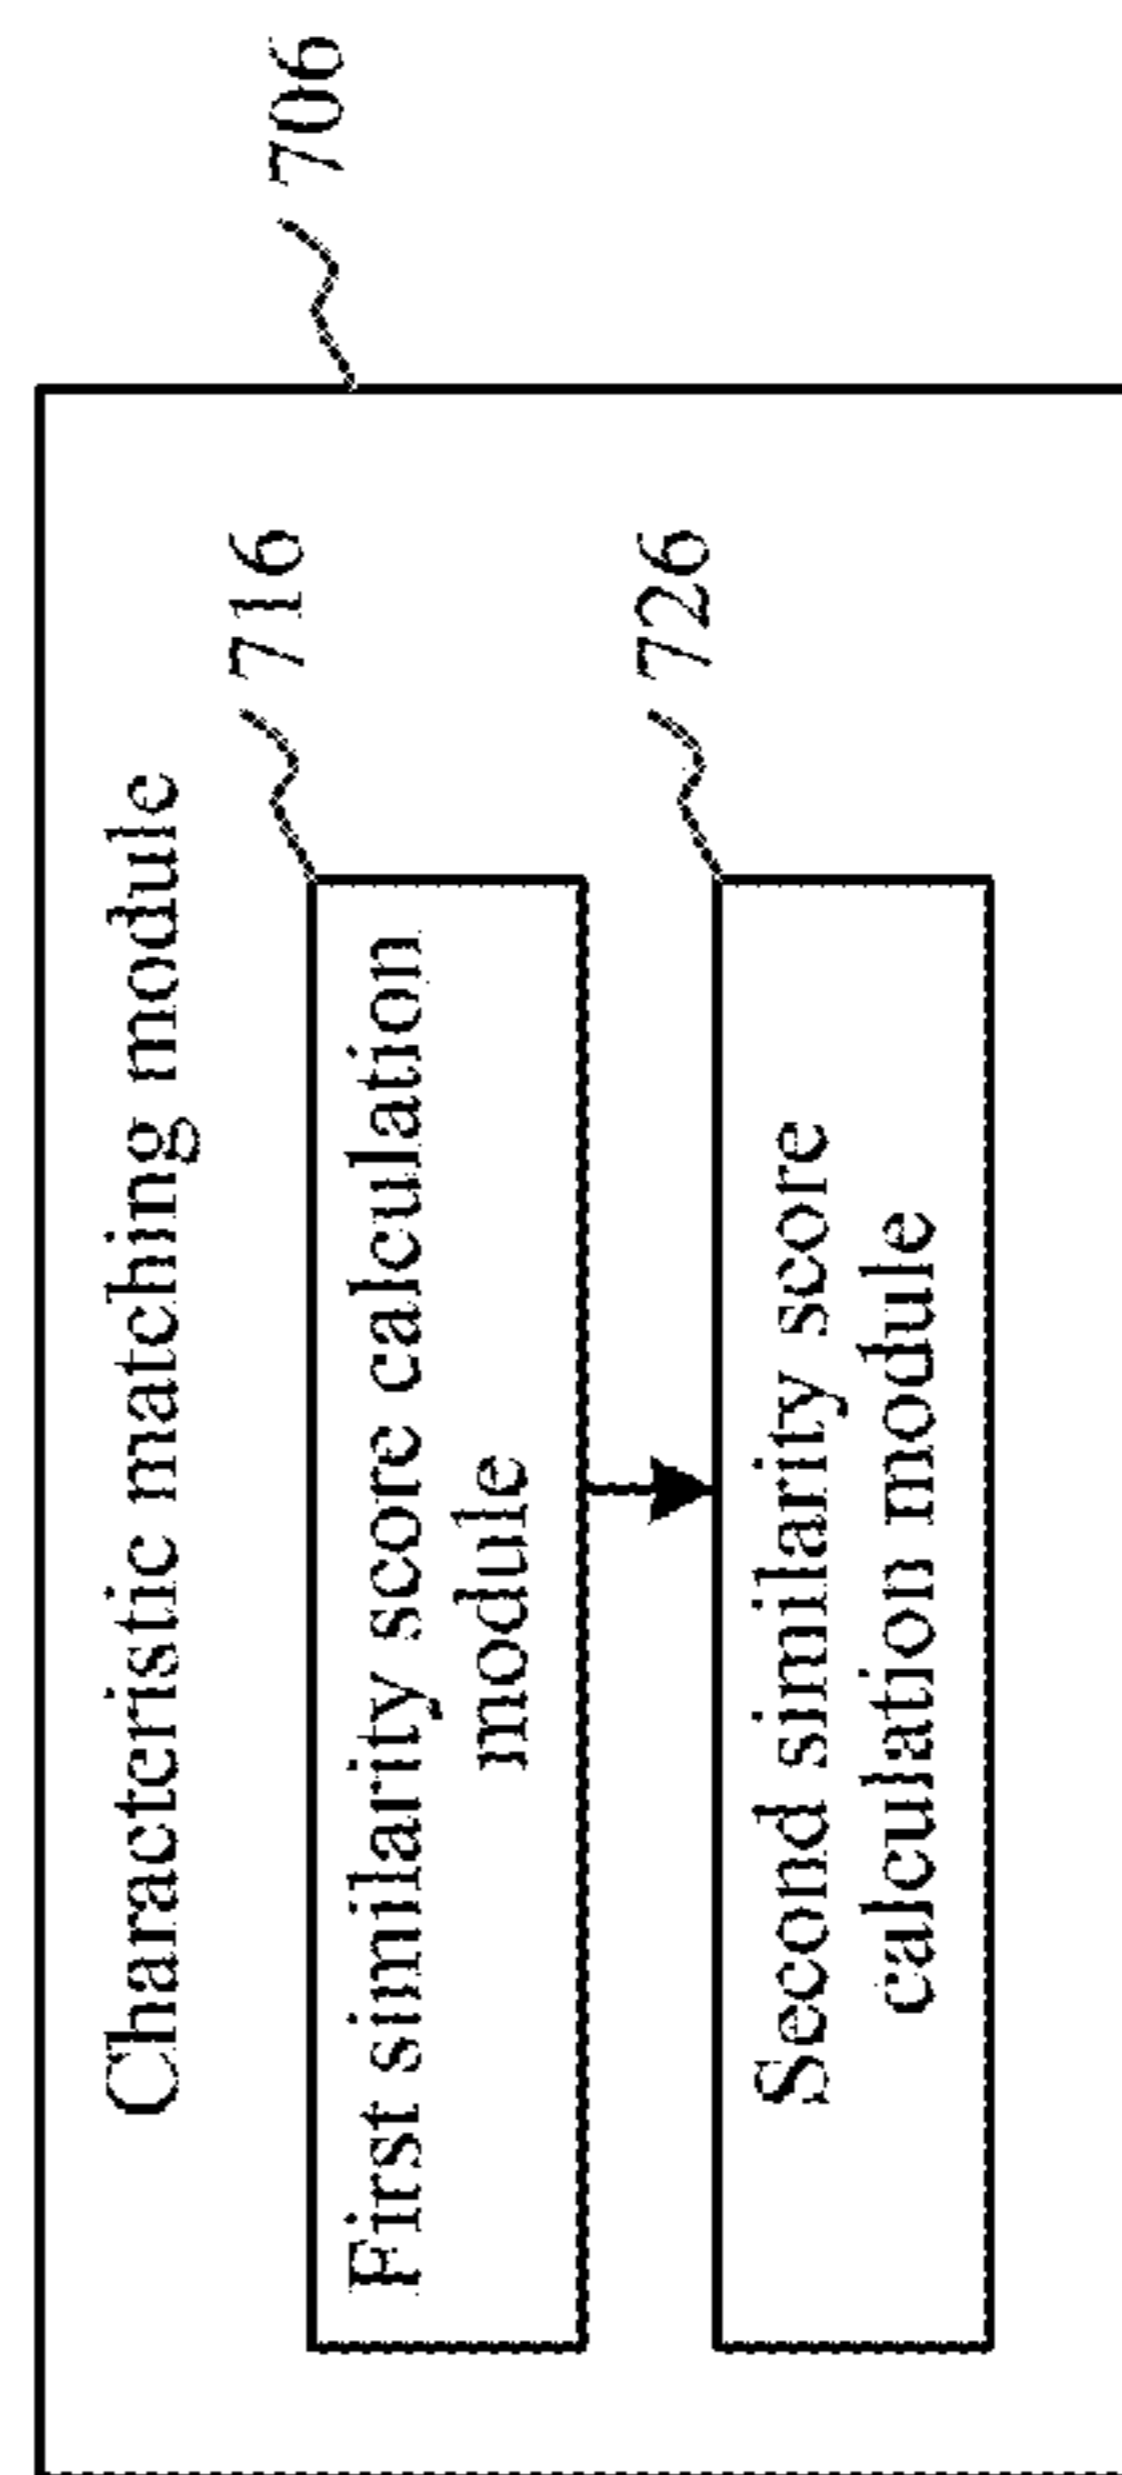 706
Characteristic matching module
716
First similarity score calculation
module
726
Second similarity score
calculation module